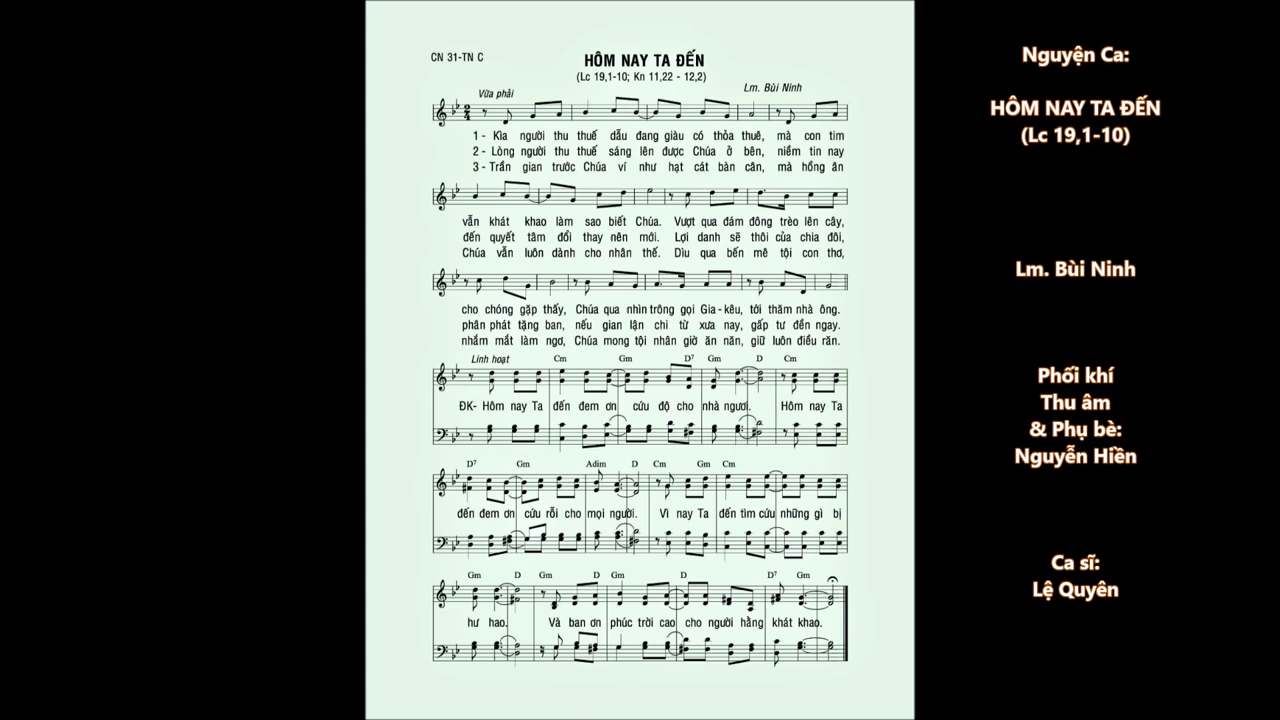 CN 31-TN C
HÔM NAY TA ĐẾN
(Lc 19,1-10; Kn 11,22 - 12,2)
Vừa phải
Lm. Bùi Ninh
1 - Kìa người thu thuế dẫu đang giàu có thỏa thuê, mà con tim
2 - Lòng người thu thuế sáng lên được Chúa ở bên, niềm tin nay
3 - Trần gian trước Chúa ví như hạt cát bàn cân, mà hồng ân
vẫn khát khao làm sao biết Chúa. Vượt qua đám đông trèo lên cây,
đến quyết tâm đổi thay nên mới. Lợi danh sẽ thôi của chia đôi,
Chúa vẫn luôn dành cho nhân thế. Dìu qua bến mê tội con thơ,
cho chóng gặp thấy, Chúa qua nhìn trông gọi Gia-kêu, tới thăm nhà ông.
phân phát tặng ban, nếu gian lận chi từ xưa nay, gấp tư đền ngay.
nhắm mắt làm ngơ, Chúa mong tội nhân giờ ăn năn, giữ luôn điều răn.
Linh hoạt
Cm Gm D7 Gm D Cm
ĐK- Hôm nay Ta đến đem ơn cứu độ cho nhà ngươi. Hôm nay Ta
D7 Gm Adim D Cm Gm Cm
đến đem ơn cứu rỗi cho mọi người. Vì nay Ta đến tìm cứu những gì bị
Gm D Gm D Gm D D7 Gm
hư hao. Và ban ơn phúc trời cao cho người hằng khát khao.
Nguyện Ca:
HÔM NAY TA ĐẾN
(Lc 19,1-10)
Lm. Bùi Ninh
Phối khí
Thu âm
& Phụ bè:
Nguyễn Hiền
Ca sĩ:
Lệ Quyên